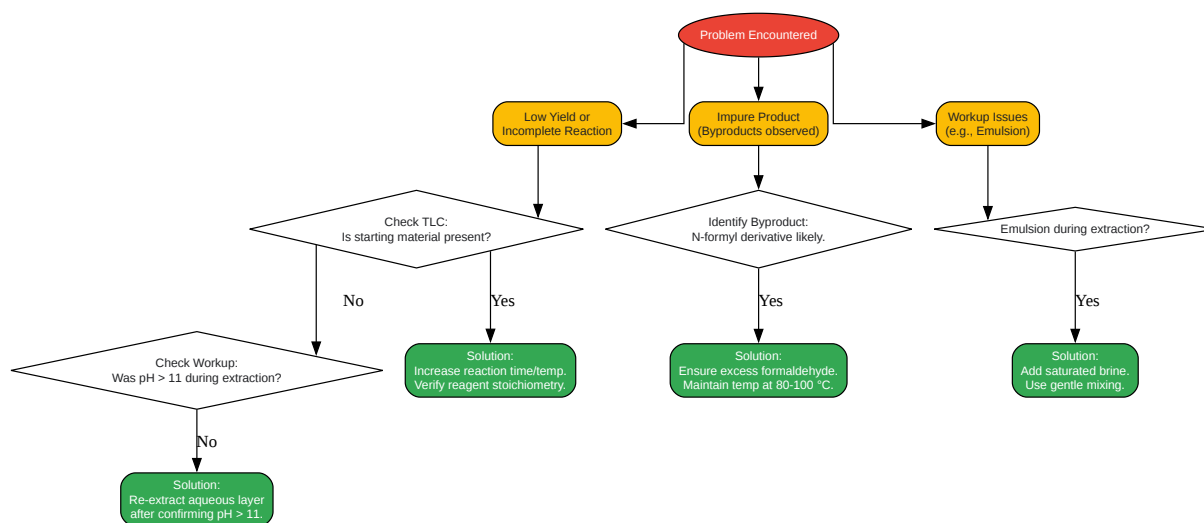 Problem Encountered
Low Yield or
Incomplete Reaction
Impure Product
(Byproducts observed)
Workup Issues
(e.g., Emulsion)
Check TLC:
Is starting material present?
Identify Byproduct:
N-formyl derivative likely.
Emulsion during extraction?
No
Yes
Yes
Yes
Check Workup:
Was pH > 11 during extraction?
Solution:
Increase reaction time/temp.
Verify reagent stoichiometry.
Solution:
Ensure excess formaldehyde.
Maintain temp at 80-100 °C.
Solution:
Add saturated brine.
Use gentle mixing.
No
Solution:
Re-extract aqueous layer
after confirming pH > 11.